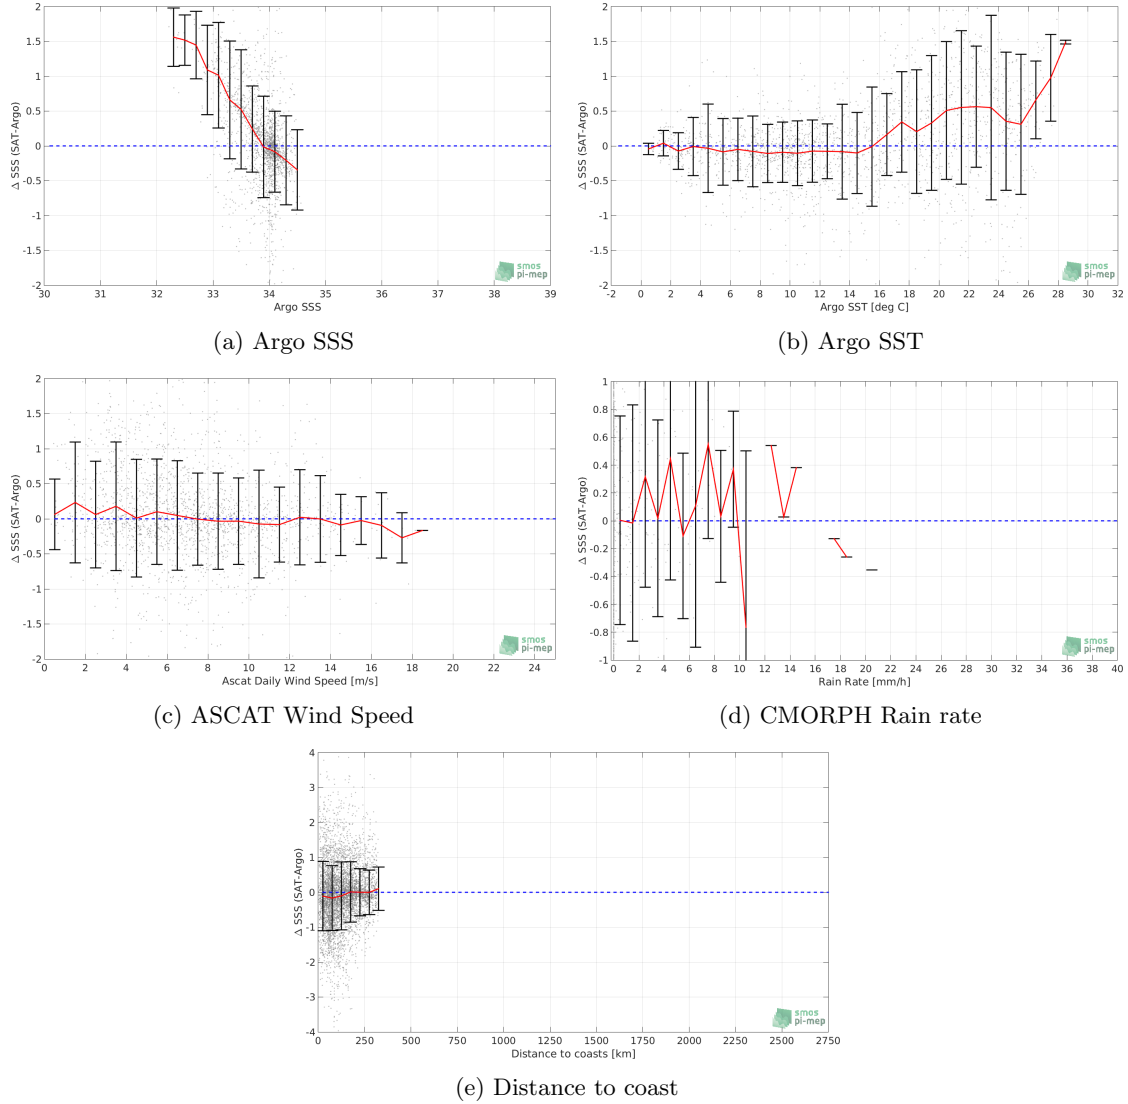 2
1.5
1
0.5
0
-0.5
-1
-1.5
-2
Δ SSS (SAT-Argo)
30 31 32 33 34 35 36 37 38 39
Argo SSS
smos
pi-mep
(a) Argo SSS
2
1.5
1
0.5
0
-0.5
-1
-1.5
-2
Δ SSS (SAT-Argo)
-2 0 2 4 6 8 10 12 14 16 18 20 22 24 26 28 30 32
Argo SST [deg C]
smos
pi-mep
(b) Argo SST
2
1.5
1
0.5
0
-0.5
-1
-1.5
-2
Δ SSS (SAT-Argo)
0 2 4 6 8 10 12 14 16 18 20 22 24
Ascat Daily Wind Speed [m/s]
smos
pi-mep
(c) ASCAT Wind Speed
1
0.8
0.6
0.4
0.2
0
-0.2
-0.4
-0.6
-0.8
-1
Δ SSS (SAT-Argo)
0 2 4 6 8 10 12 14 16 18 20 22 24 26 28 30 32 34 36 38 40
Rain Rate [mm/h]
smos
pi-mep
(d) CMORPH Rain rate
4
3
2
1
0
-1
-2
-3
-4
Δ SSS (SAT-Argo)
0 250 500 750 1000 1250 1500 1750 2000 2250 2500 2750
Distance to coasts [km]
smos
pi-mep
(e) Distance to coast